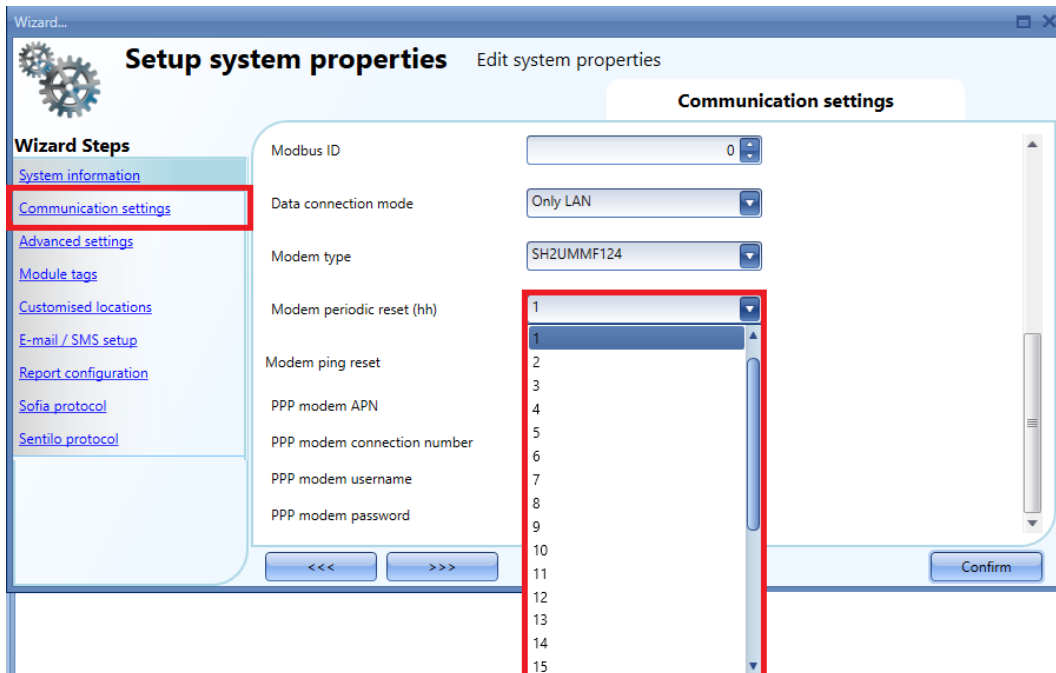 Wizard...
Setup system properties Edit system properties
Communication settings
Wizard Steps
System information
Communication settings
Advanced settings
Module tags
Customised locations
E-mail / SMS setup
Report configuration
Sofia protocol
Sentilo protocol
Modbus ID 0
Data connection mode Only LAN
Modem type SH2UMMF124
Modem periodic reset (hh) 1
Modem ping reset
PPP modem APN
PPP modem connection number
PPP modem username
PPP modem password
1
2
3
4
5
6
7
8
9
10
11
12
13
14
15
<<< >>> Confirm